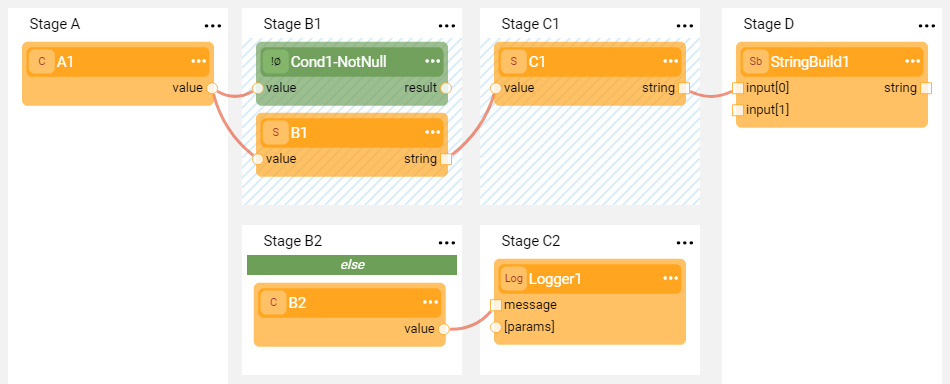 Stage A ...
C A1 ...
value
Stage B1 ...
!ø Cond1-NotNull ...
value result
S B1 ...
value string
Stage C1 ...
S C1 ...
value string
Stage D ...
Sb StringBuild1 ...
input[0] string
input[1]
Stage B2 ...
else
C B2 ...
value
Stage C2 ...
Log Logger1 ...
message
[params]